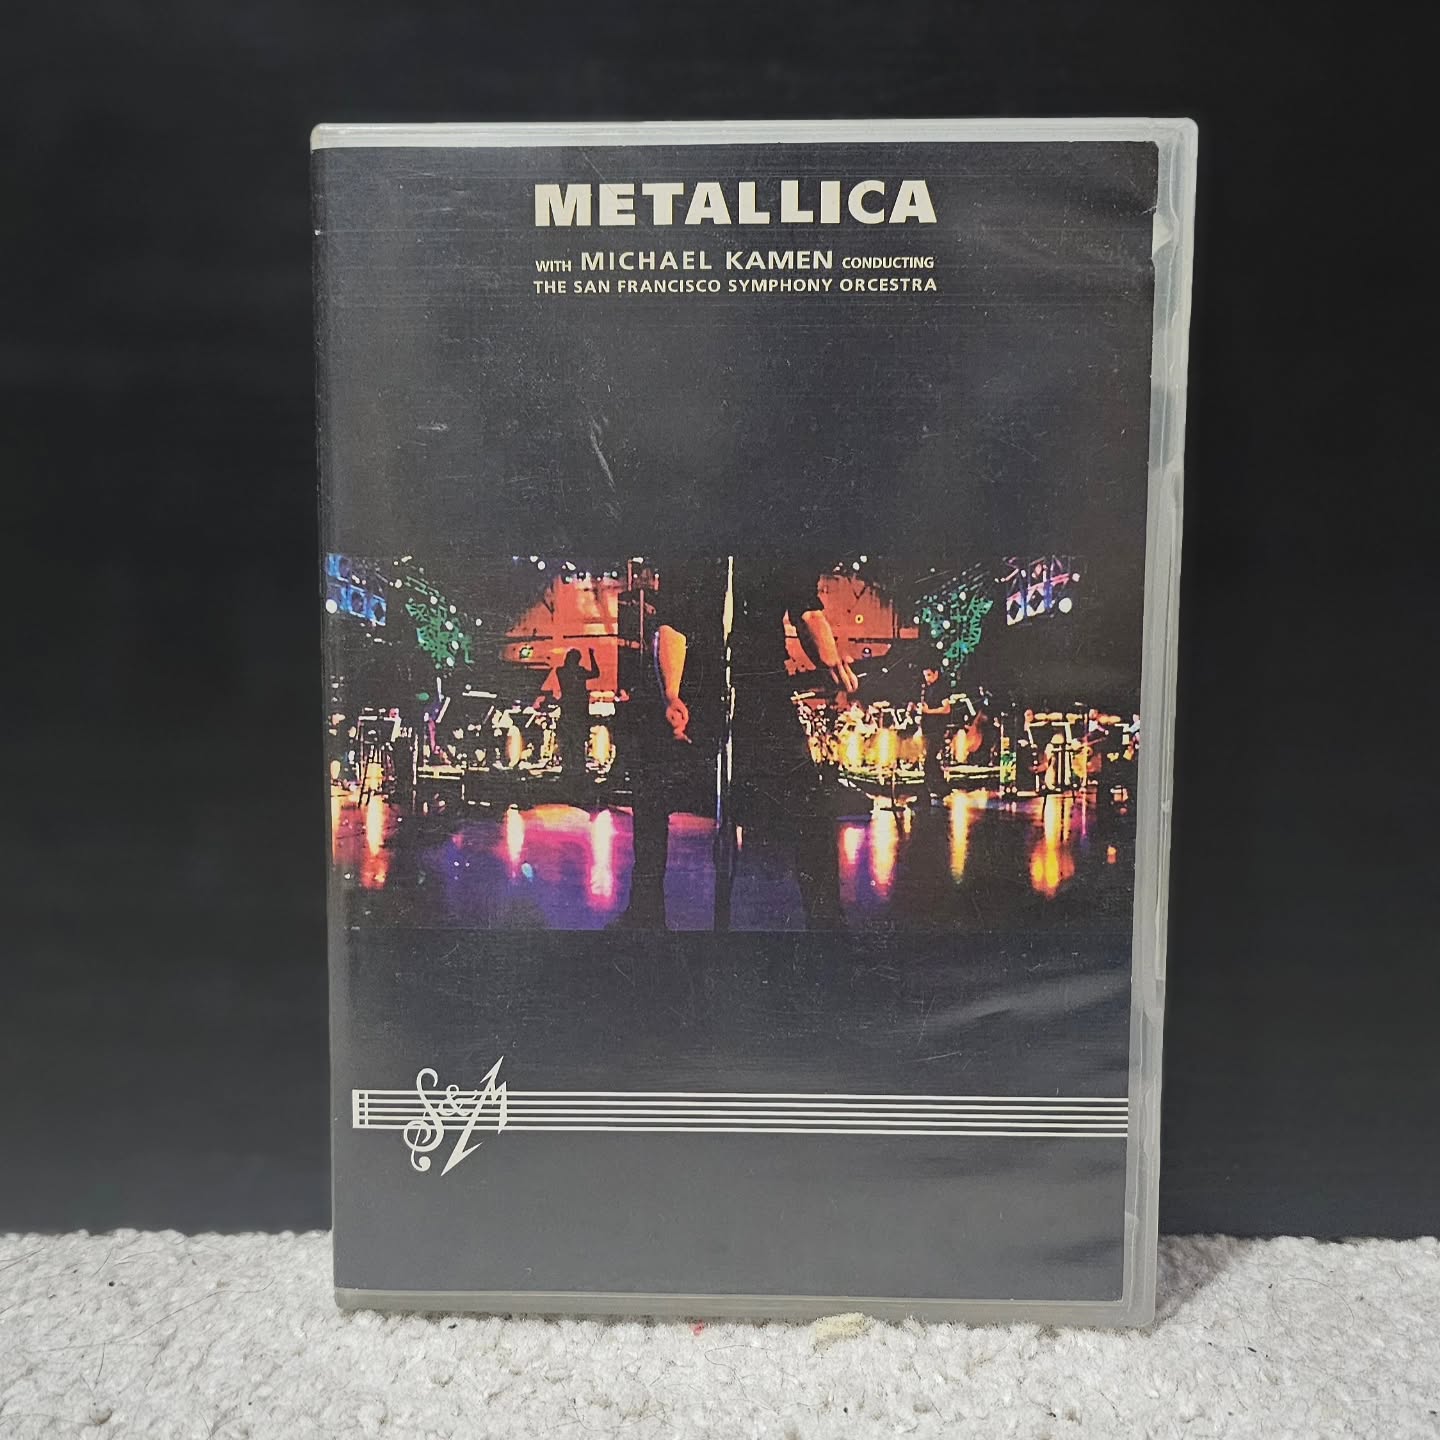 METALLICA
WITH MICHAEL KAMEN CONDUCTING
THE SAN FRANCISCO SYMPHONY ORCESTRA
S&M